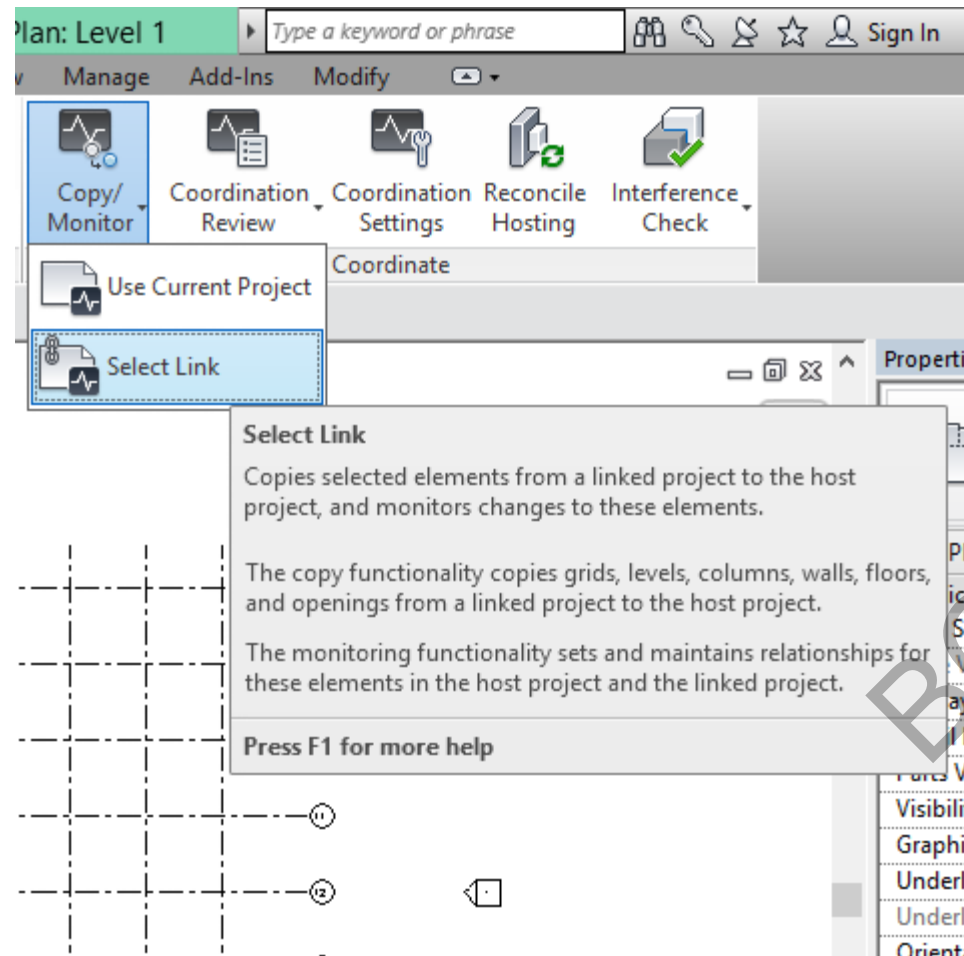 Plan: Level 1
Type a keyword or phrase
Sign In
Manage Add-Ins Modify
Copy/
Monitor
Coordination
Review
Coordination
Settings
Reconcile
Hosting
Interference
Check
Coordinate
Use Current Project
Select Link
Properti
Select Link
Copies selected elements from a linked project to the host
project, and monitors changes to these elements.
The copy functionality copies grids, levels, columns, walls, floors,
and openings from a linked project to the host project.
The monitoring functionality sets and maintains relationships for
these elements in the host project and the linked project.
Press F1 for more help
Visibili
Graphi
Underl
Underl
Orient
11
12